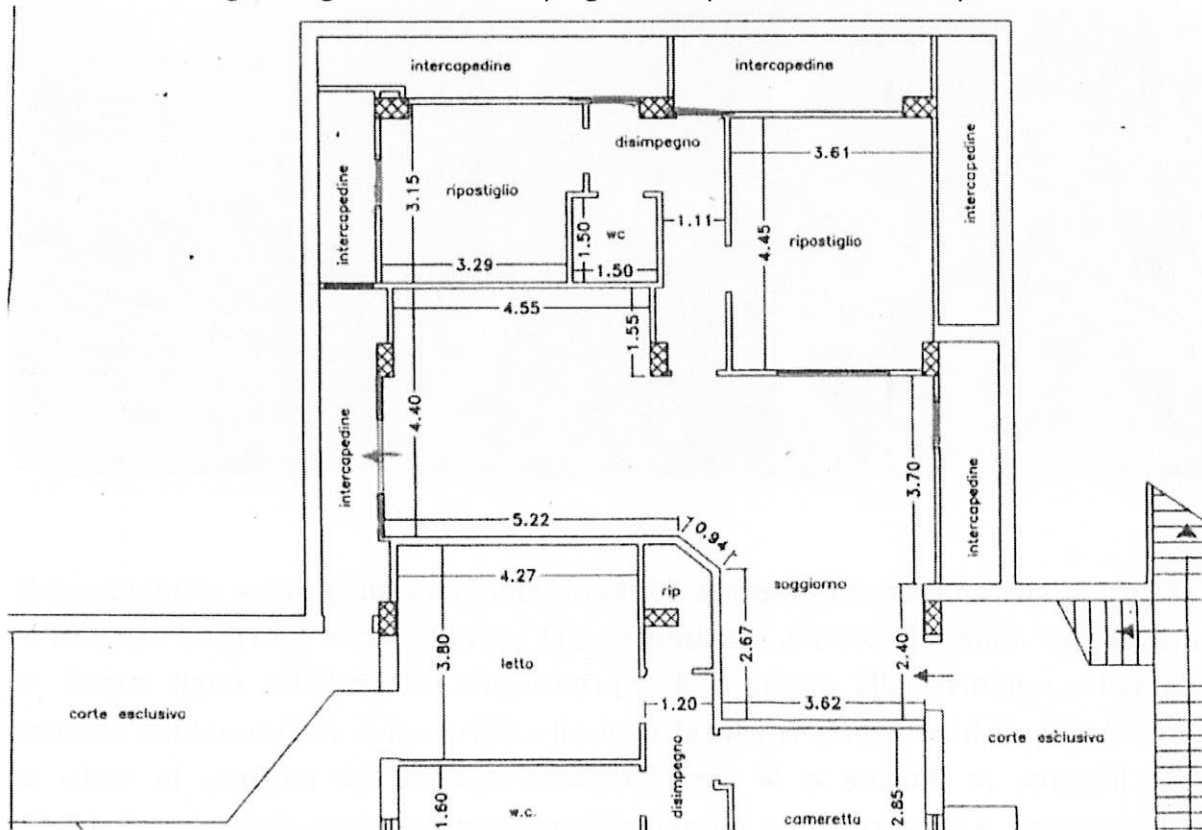 intercapedine
intercapedine
disimpegno
3.61
intercapedine
intercapedine
3.15
ripostiglio
1.11
4.45
ripostiglio
1.50
wc
3.29
1.50
4.55
1.55
intercapedine
4.40
3.70
intercapedine
5.22
0.94
4.27
rip
soggiorno
3.80
letto
2.67
2.40
corte esclusiva
1.20
3.62
corte esclusiva
disimpegno
1.60
w.c.
cameretta
2.85